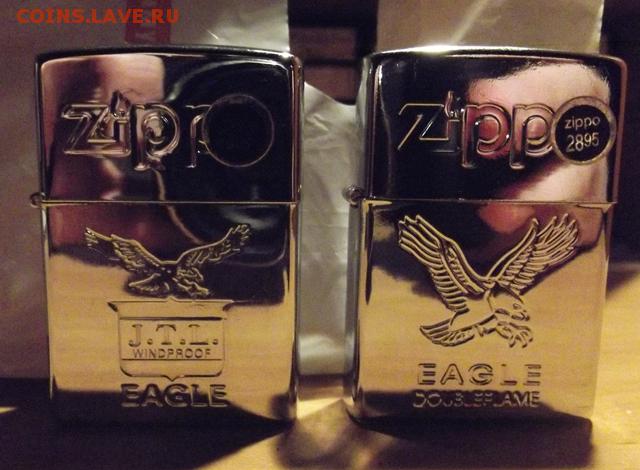 COINS.LAVE.RU
zippo
J.T.L.
WINDPROOF
EAGLE
zippo
zippo
2895
EAGLE
DOUBLEFLAME